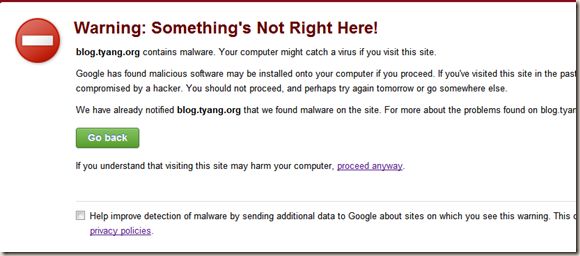 Warning: Something's Not Right Here!
blog.tyang.org contains malware. Your computer might catch a virus if you visit this site.
Google has found malicious software may be installed onto your computer if you proceed. If you've visited this site in the past
compromised by a hacker. You should not proceed, and perhaps try again tomorrow or go somewhere else.
We have already notified blog.tyang.org that we found malware on the site. For more about the problems found on blog.tyan
Go back
If you understand that visiting this site may harm your computer, proceed anyway.
Help improve detection of malware by sending additional data to Google about sites on which you see this warning. This
privacy policies.